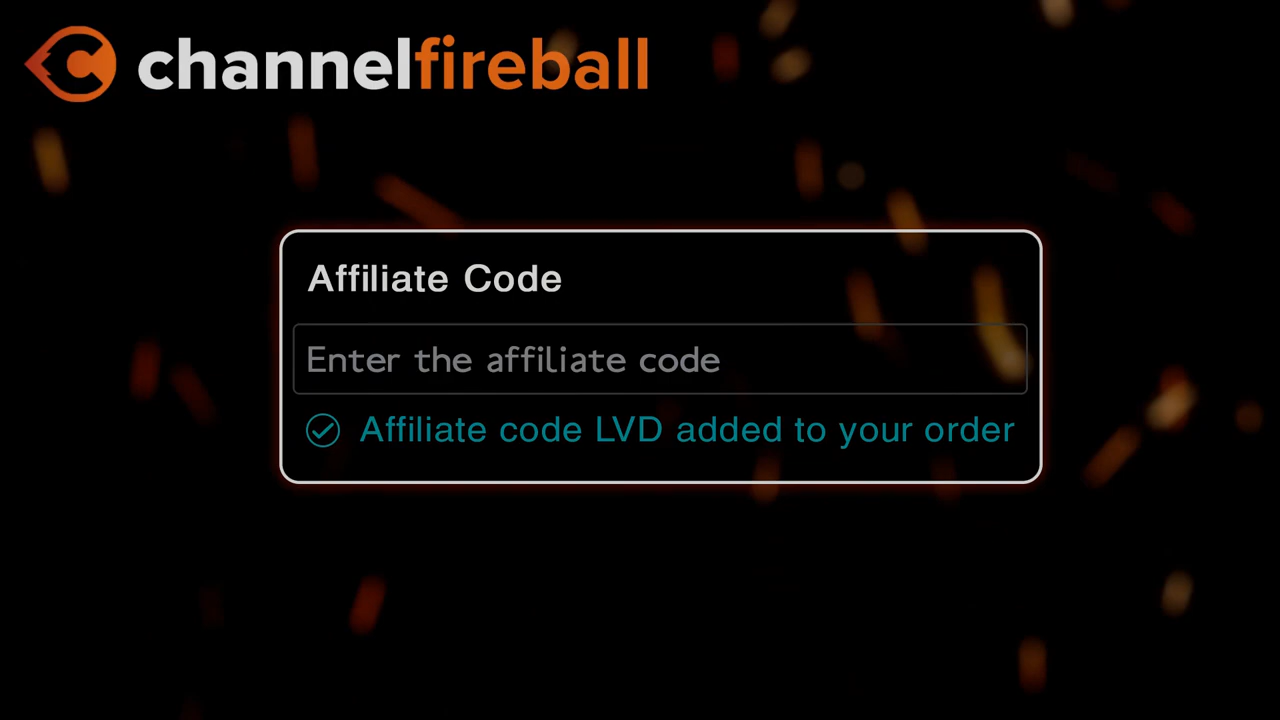 channelfireball
Affiliate Code
Enter the affiliate code
Affiliate code LVD added to your order